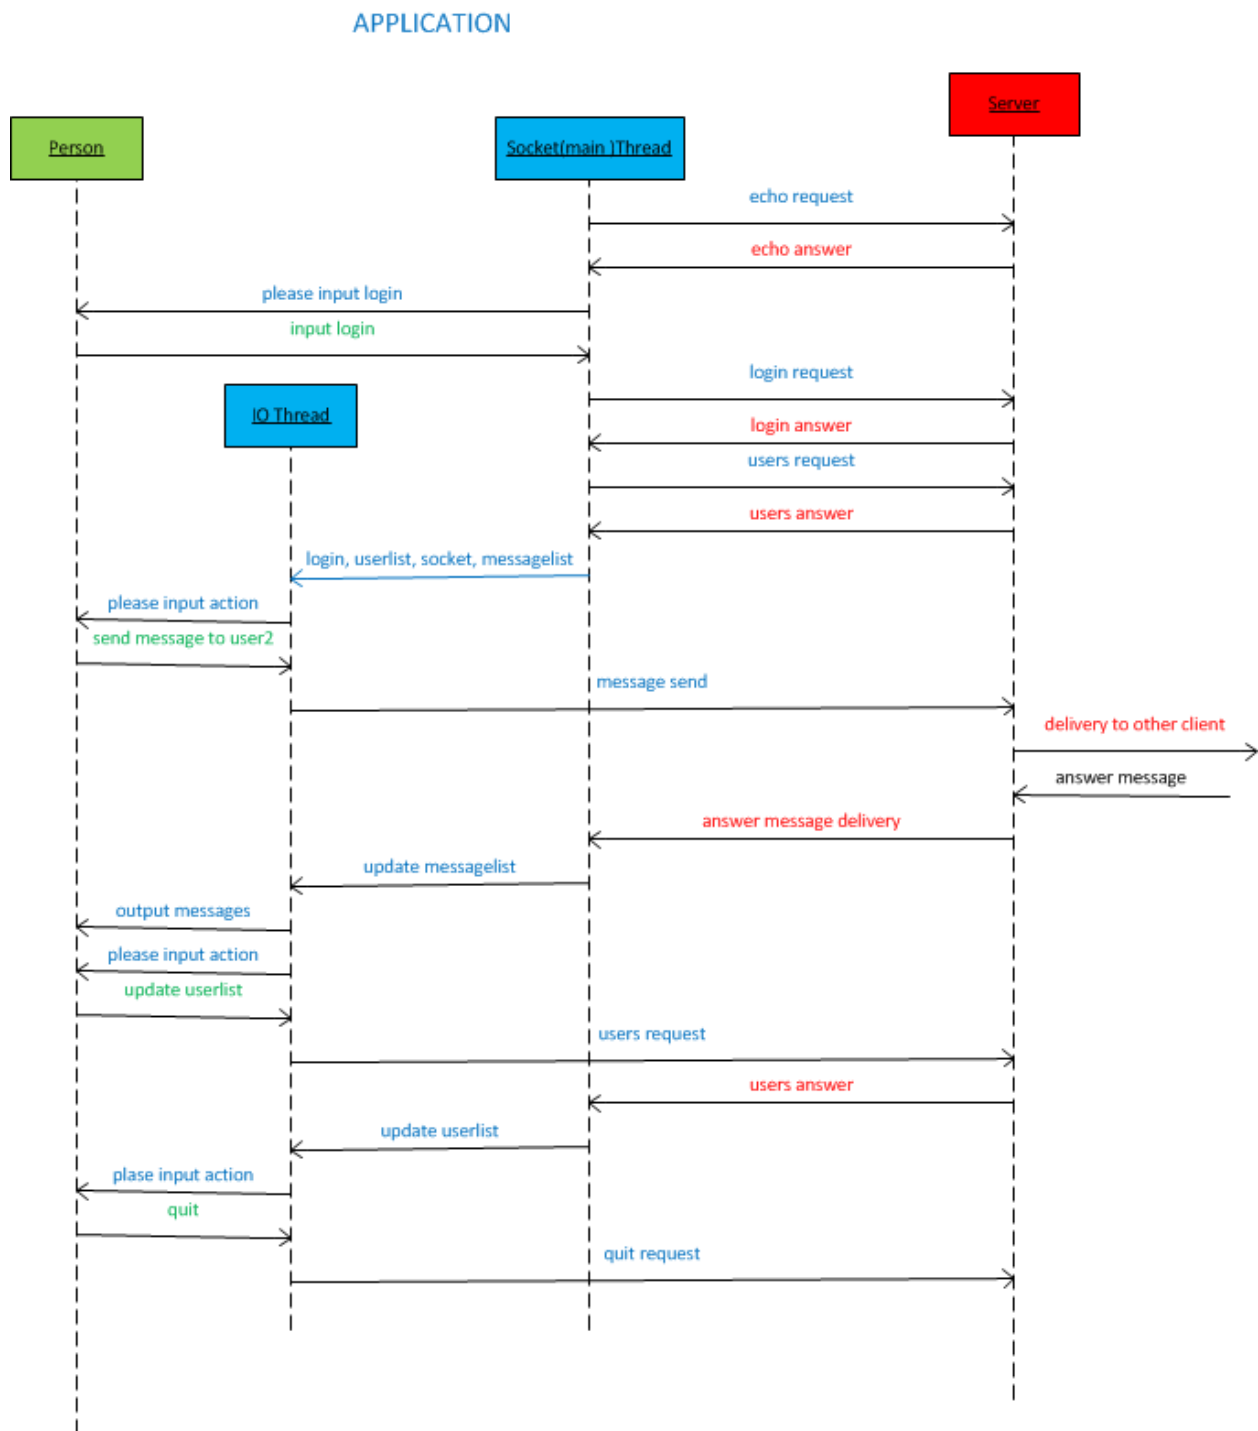 APPLICATION
Server
Person
Socket(main )Thread
echo request
echo answer
please input login
input login
login request
IO Thread
login answer
users request
users answer
login, userlist, socket, messagelist
please input action
send message to user2
message send
delivery to other client
answer message
answer message delivery
update messagelist
output messages
please input action
update userlist
users request
users answer
update userlist
plase input action
quit
quit request